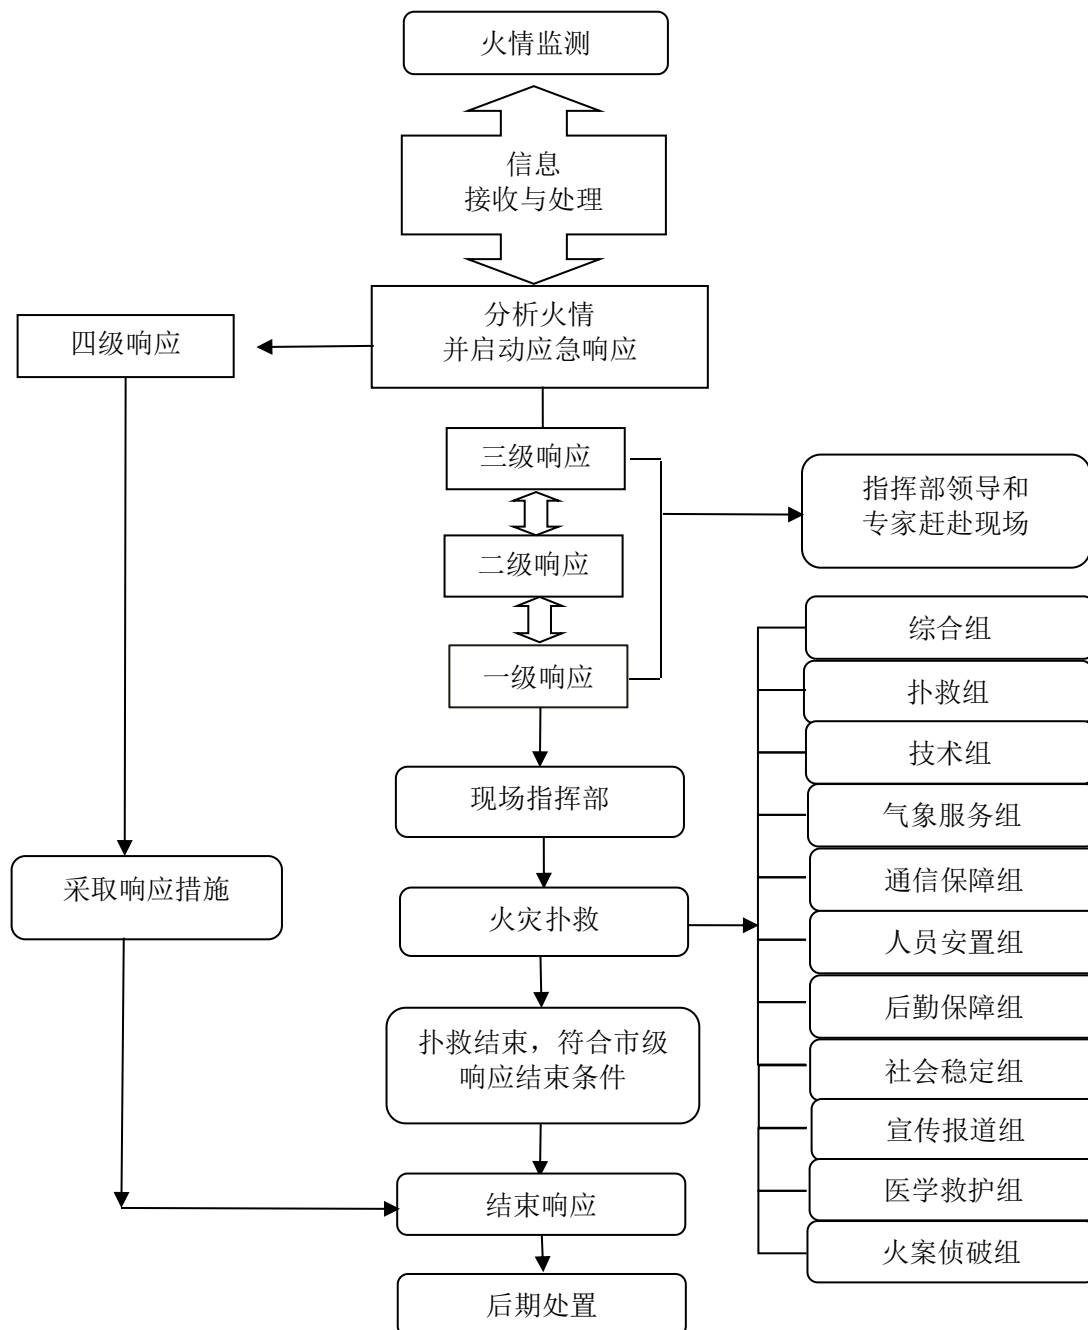 火情监测
信息
接收与处理
分析火情
并启动应急响应
四级响应
三级响应
指挥部领导和
专家赶赴现场
二级响应
综合组
一级响应
扑救组
技术组
现场指挥部
气象服务组
采取响应措施
通信保障组
火灾扑救
人员安置组
后勤保障组
扑救结束，符合市级
响应结束条件
社会稳定组
宣传报道组
医学救护组
结束响应
火案侦破组
后期处置